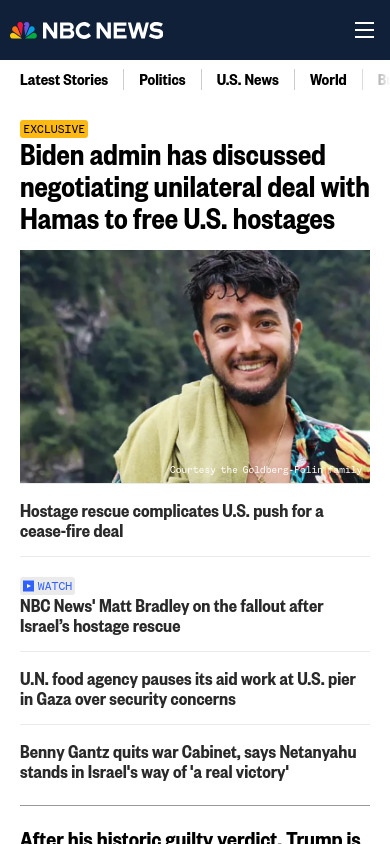 NBC NEWS
Latest Stories
Politics
U.S. News
World
EXCLUSIVE
Biden admin has discussed
negotiating unilateral deal with
Hamas to free U.S. hostages
Courtesy the Goldberg-Polin family
Hostage rescue complicates U.S. push for a
cease-fire deal
WATCH
NBC News' Matt Bradley on the fallout after
Israel’s hostage rescue
U.N. food agency pauses its aid work at U.S. pier
in Gaza over security concerns
Benny Gantz quits war Cabinet, says Netanyahu
stands in Israel's way of 'a real victory'
After his historic guilty verdict, Trump is